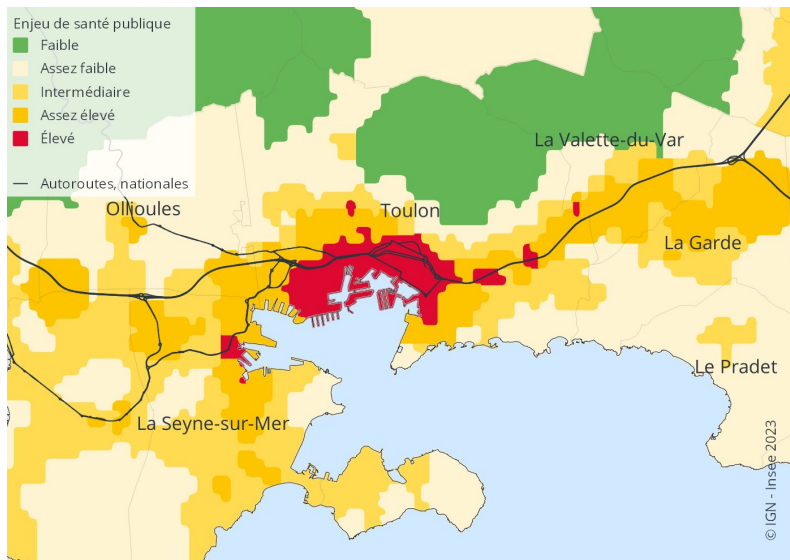 Enjeu de santé publique
Faible
Assez faible
Intermédiaire
Assez élevé
Élevé
Autoroutes, nationales
La Valette-du-Var
Ollioules
Toulon
La Garde
Le Pradet
La Seyne-sur-Mer
© IGN - Insee 2023